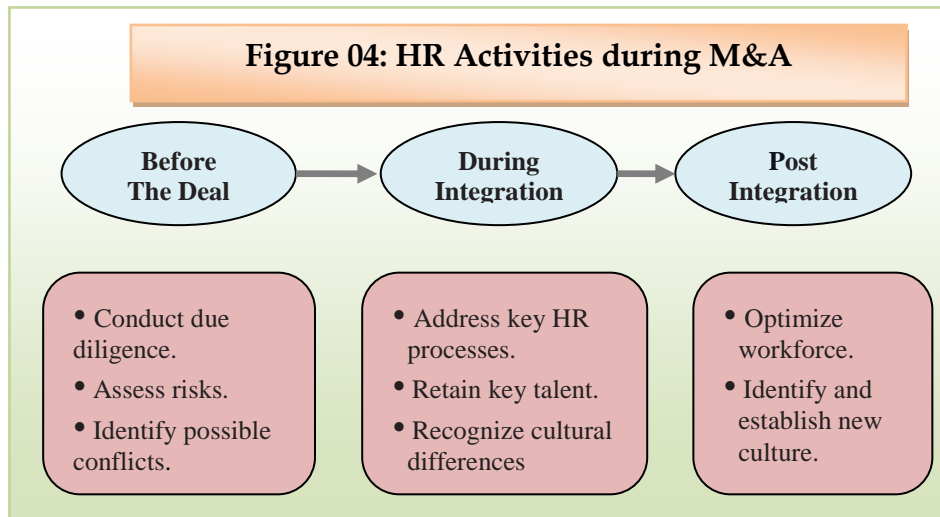 Figure 04: HR Activities during M&A
Before
The Deal
During
Integration
Post
Integration
• Conduct due
diligence.
• Assess risks.
• Identify possible
conflicts.
• Address key HR
processes.
• Retain key talent.
• Recognize cultural
differences
• Optimize
workforce.
• Identify and
establish new
culture.